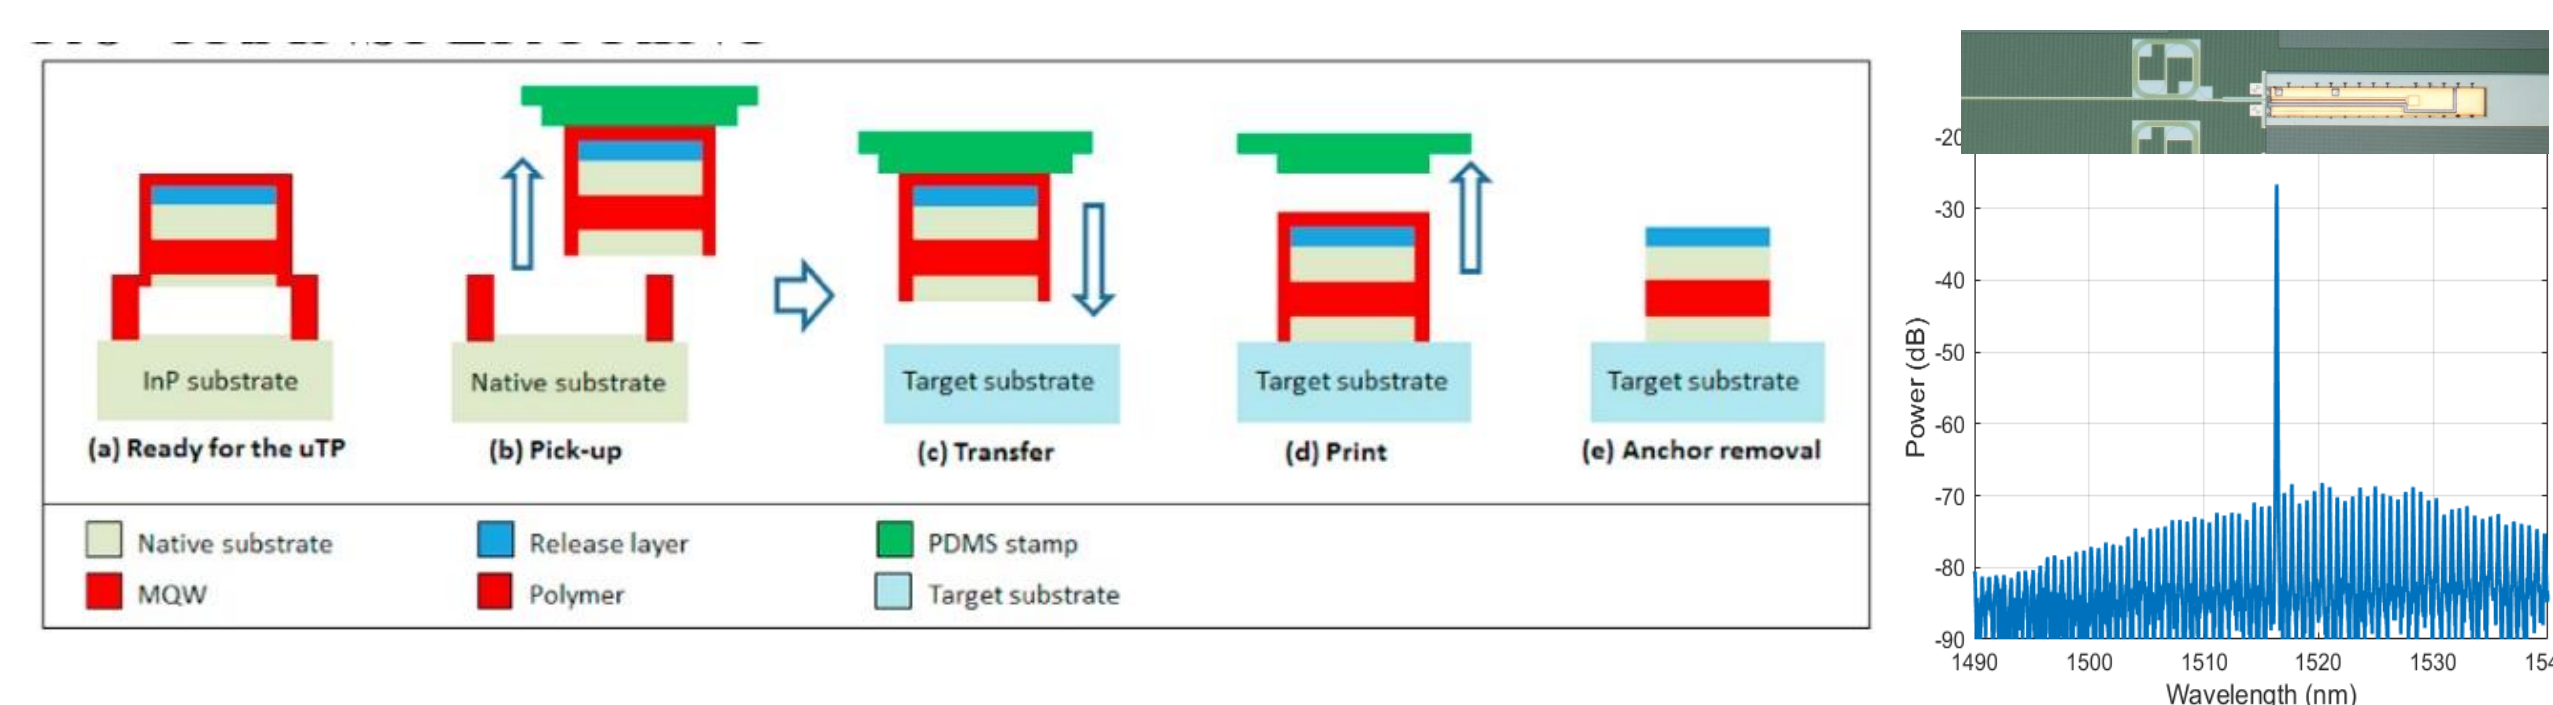 InP substrate
Native substrate
Target substrate
Target substrate
Target substrate
(a) Ready for the uTP
(b) Pick-up
(c) Transfer
(d) Print
(e) Anchor removal
Native substrate
Release layer
PDMS stamp
MQW
Polymer
Target substrate
-20
-30
-40
-50
-60
-70
-80
-90
Power (dB)
1490
1500
1510
1520
1530
Wavelength (nm)